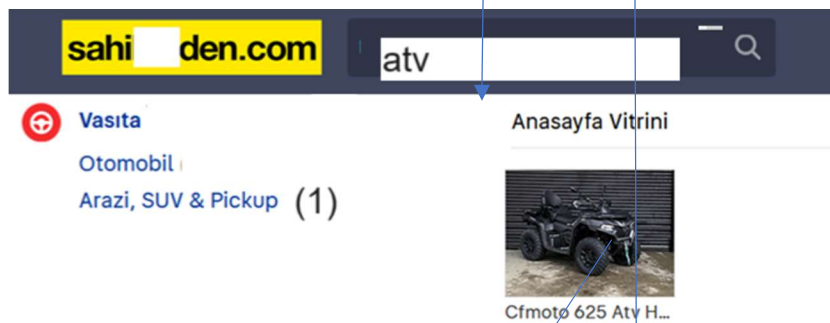 sahi den.com
atv
Vasıta
Otomobil
Arazi, SUV & Pickup (1)
Anasayfa Vitrini
Cfmoto 625 Atv H...